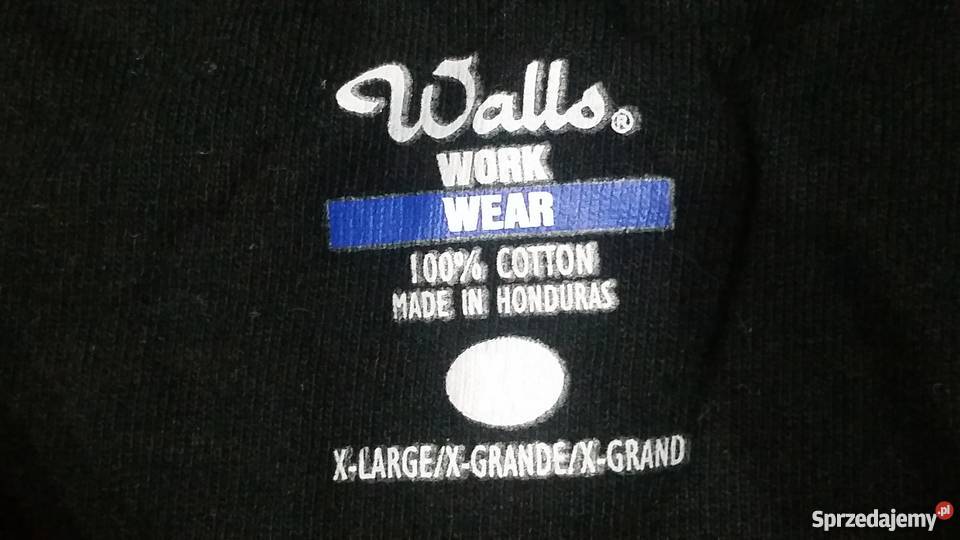 Walls®
WORK
WEAR
100% COTTON
MADE IN HONDURAS
X-LARGE/X-GRANDE/X-GRAND
Sprzedajemy.pl